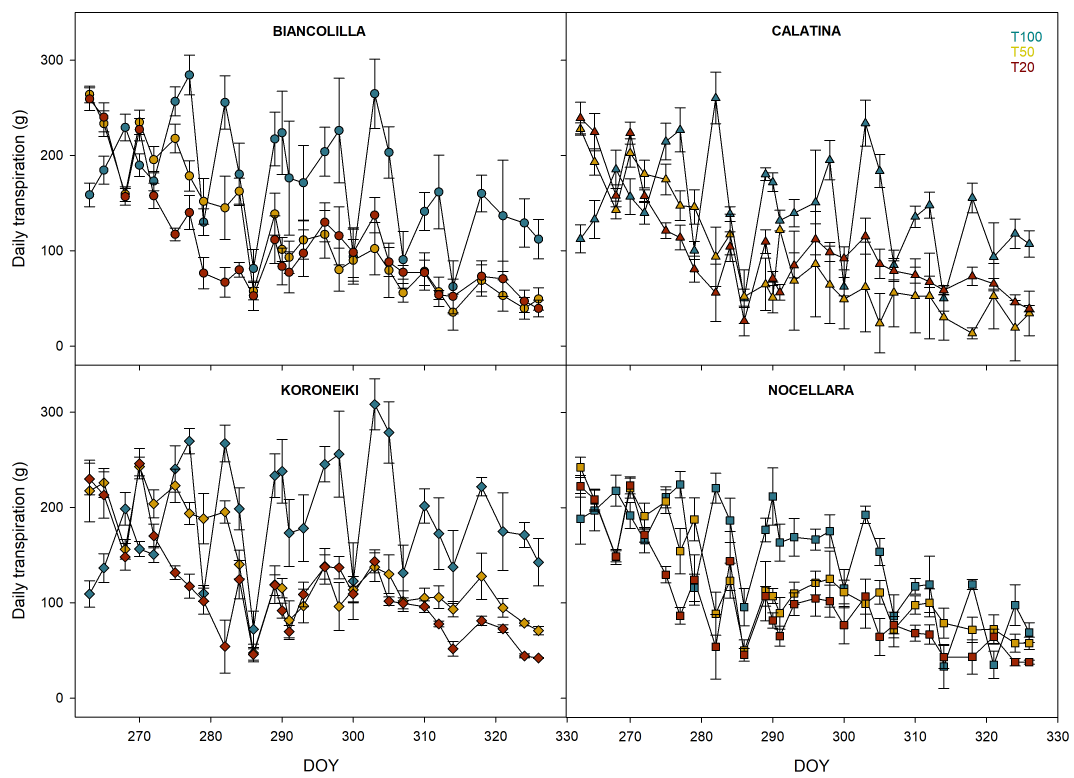 BIANCOLILLA
CALATINA
T100
T50
T20
Daily transpiration (g)
300
200
100
0
KORONEIKI
NOCELLARA
Daily transpiration (g)
300
200
100
0
270 280 290 300 310 320 330 270 280 290 300 310 320 330
DOY DOY